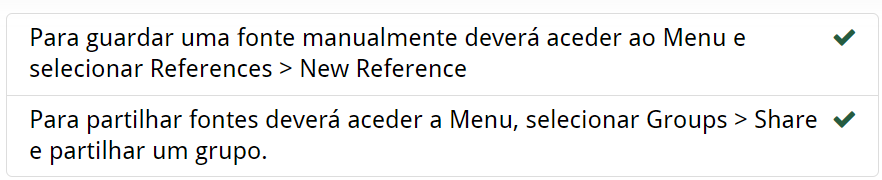 Para guardar uma fonte manualmente deverá aceder ao Menu e
selecionar References > New Reference
Para partilhar fontes deverá aceder a Menu, selecionar Groups > Share
e partilhar um grupo.